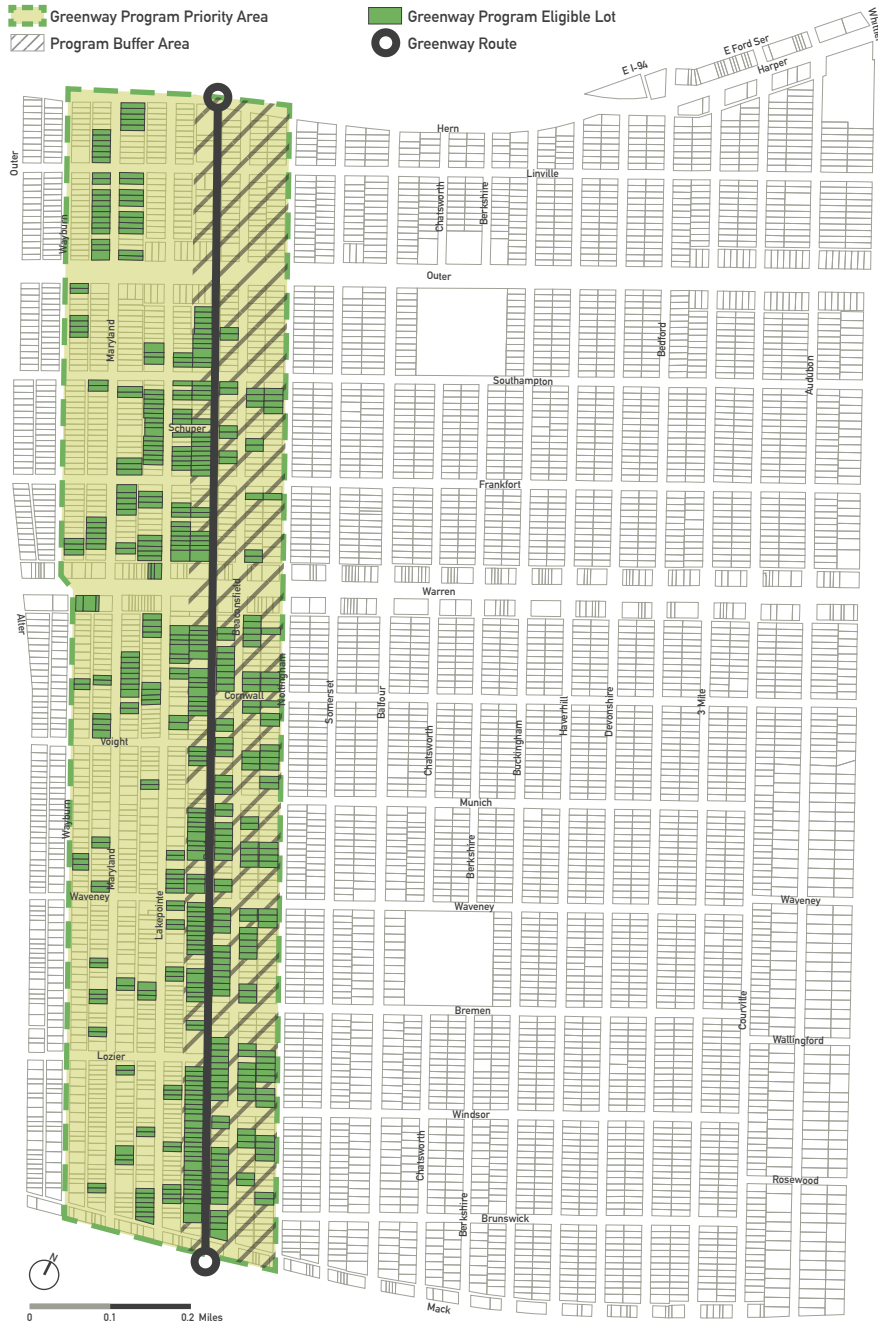 Greenway Program Priority Area
Greenway Program Eligible Lot
Program Buffer Area
Greenway Route
Whittier
E Ford Ser
E I-94
Harper
Hern
Outer
Linville
Chatsworth
Berkshire
Wayburn
Outer
Maryland
Bedford
Audubon
Southampton
Schuper
Frankfort
Warren
Beaconsfield
Alter
Nottingham
Cornwall
Somerset
Balfour
Chatsworth
Buckingham
Haverhill
Devonshire
3 Mile
Voight
Munich
Wayburn
Maryland
Berkshire
Waveney
Lakepointe
Waveney
Waveney
Bremen
Courville
Lozier
Wallingford
Windsor
Chatsworth
Rosewood
Berkshire
Brunswick
N
Mack
0 0.1 0.2 Miles